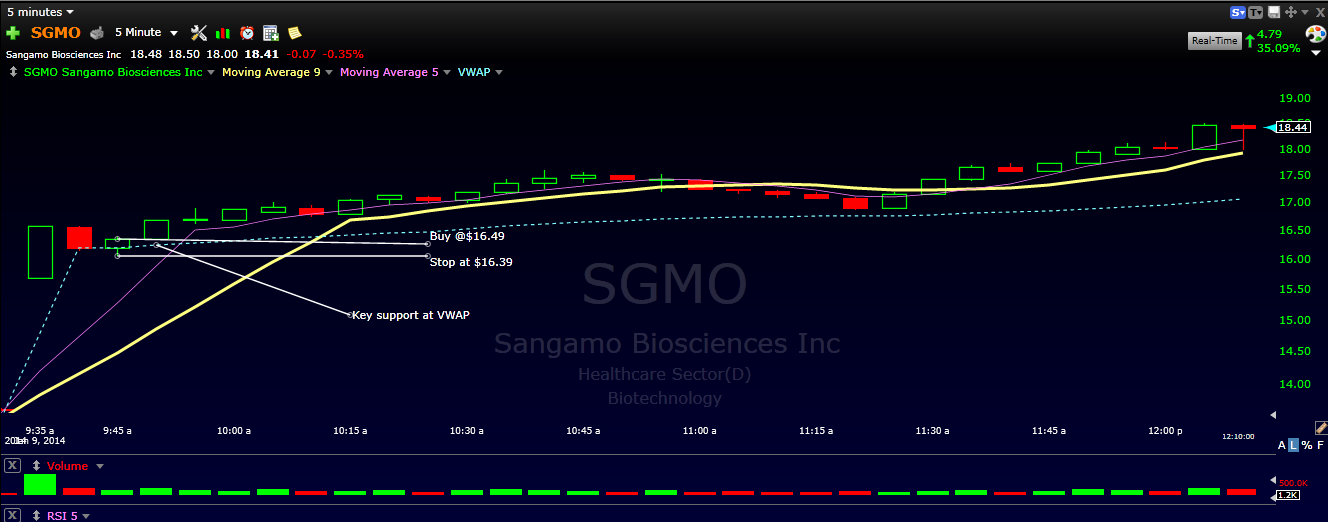 5 minutes
S T X
SGMO 5 Minute Real-Time 4.79
35.09%
Sangamo Biosciences Inc 18.48 18.50 18.00 18.41 -0.07 -0.35%
SGMO Sangamo Biosciences Inc Moving Average 9 Moving Average 5 VWAP
19.00
18.44
18.00
17.50
17.00
Buy @$16.49
16.50
Stop at $16.39
16.00
SGMO
15.50
Key support at VWAP
15.00
Sangamo Biosciences Inc
14.50
Healthcare Sector(D)
14.00
Biotechnology
9:35 a 9:45 a 10:00 a 10:15 a 10:30 a 10:45 a 11:00 a 11:15 a 11:30 a 11:45 a 12:00 p 12:10:00
9, 2014
A L % F
X Volume
500.0K
1.2K
X RSI 5